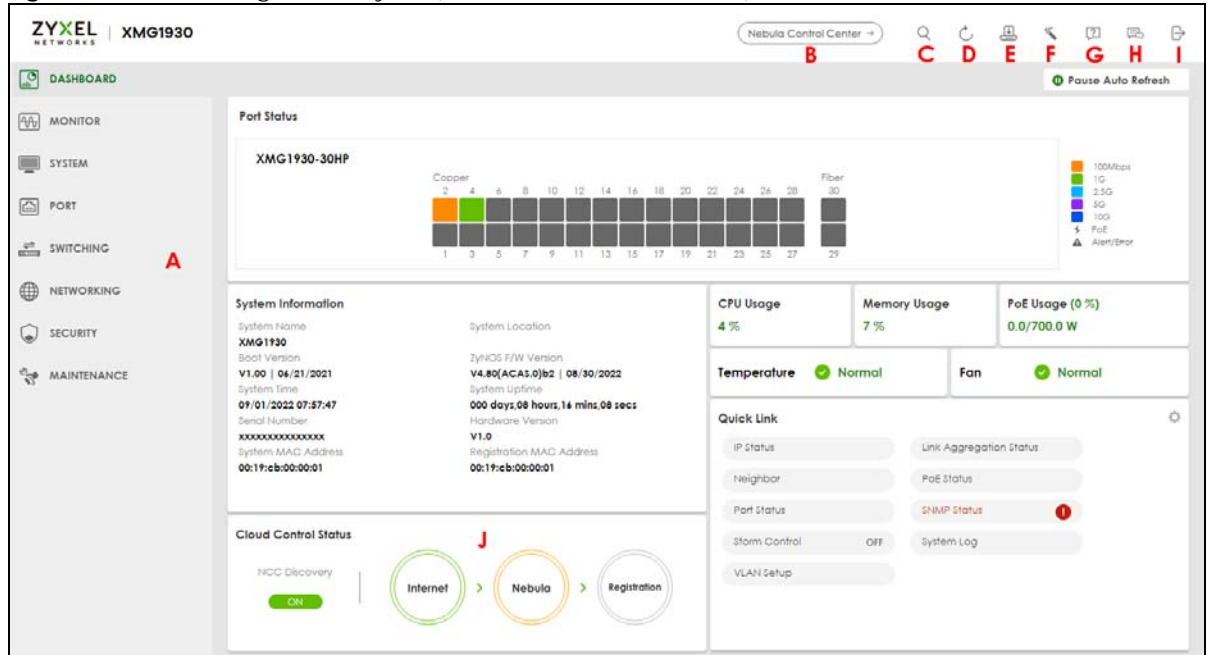 ZYXEL NETWORKS XMG1930
Nebula Control Center →
B C D E F G H I
DASHBOARD
Pause Auto Refresh
MONITOR
SYSTEM
PORT
SWITCHING
A
NETWORKING
SECURITY
MAINTENANCE
Port Status
XMG1930-30HP
Copper Fiber
2 4 6 8 10 12 14 16 18 20 22 24 26 28 30
1 3 5 7 9 11 13 15 17 19 21 23 25 27 29
100Mbps
1G
2.5G
5G
10G
PoE
Alert/Error
System Information
System Name System Location
XMG1930
Boot Version ZyNOS F/W Version
V1.00 | 06/21/2021 V4.80(ACAS.0)b2 | 08/30/2022
System Time System Uptime
09/01/2022 07:57:47 000 days,08 hours,16 mins,08 secs
Serial Number Hardware Version
xxxxxxxxxxxxxxx V1.0
System MAC Address Registration MAC Address
00:19:cb:00:00:01 00:19:cb:00:00:01
CPU Usage Memory Usage PoE Usage (0 %)
4 % 7 % 0.0/700.0 W
Temperature Normal Fan Normal
Quick Link
IP Status Link Aggregation Status
Neighbor PoE Status
Port Status SNMP Status
Storm Control OFF System Log
VLAN Setup
Cloud Control Status
J
NCC Discovery
ON
Internet > Nebula > Registration